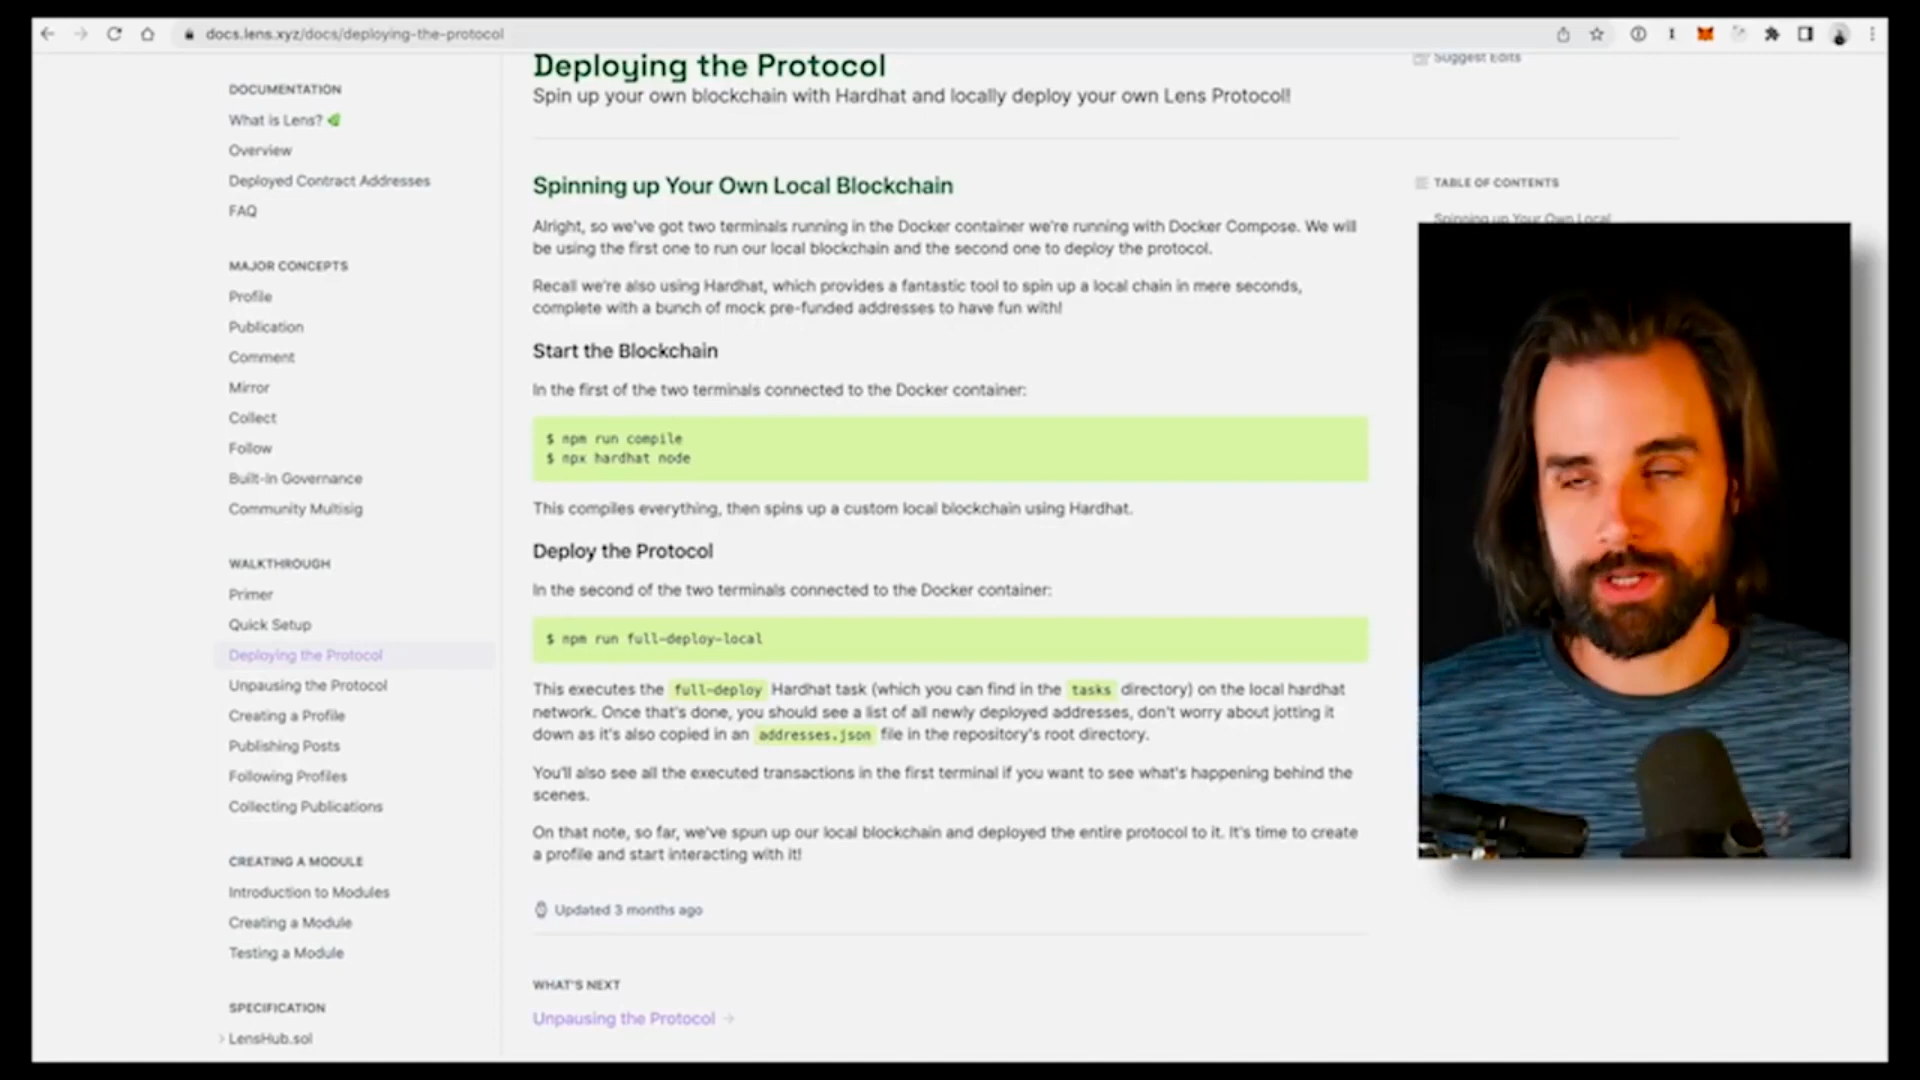 docs.lens.xyz/docs/deploying-the-protocol
DOCUMENTATION
What is Lens?
Overview
Deployed Contract Addresses
FAQ
MAJOR CONCEPTS
Profile
Publication
Comment
Mirror
Collect
Follow
Built-In Governance
Community Multisig
WALKTHROUGH
Primer
Quick Setup
Deploying the Protocol
Unpausing the Protocol
Creating a Profile
Publishing Posts
Following Profiles
Collecting Publications
CREATING A MODULE
Introduction to Modules
Creating a Module
Testing a Module
SPECIFICATION
LensHub.sol
Deploying the Protocol
Spin up your own blockchain with Hardhat and locally deploy your own Lens Protocol!
Spinning up Your Own Local Blockchain
Alright, so we've got two terminals running in the Docker container we're running with Docker Compose. We will
be using the first one to run our local blockchain and the second one to deploy the protocol.
Recall we're also using Hardhat, which provides a fantastic tool to spin up a local chain in mere seconds,
complete with a bunch of mock pre-funded addresses to have fun with!
Start the Blockchain
In the first of the two terminals connected to the Docker container:
$ npm run compile
$ npx hardhat node
This compiles everything, then spins up a custom local blockchain using Hardhat.
Deploy the Protocol
In the second of the two terminals connected to the Docker container:
$ npm run full-deploy-local
This executes the full-deploy Hardhat task (which you can find in the tasks directory) on the local hardhat
network. Once that's done, you should see a list of all newly deployed addresses, don't worry about jotting it
down as it's also copied in an addresses.json file in the repository's root directory.
You'll also see all the executed transactions in the first terminal if you want to see what's happening behind the
scenes.
On that note, so far, we've spun up our local blockchain and deployed the entire protocol to it. It's time to create
a profile and start interacting with it!
Updated 3 months ago
WHAT'S NEXT
Unpausing the Protocol →
Suggest Edits
TABLE OF CONTENTS
Spinning up Your Own Local